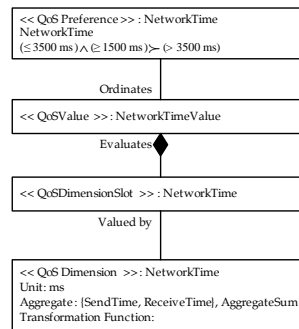 << QoS Preference >> : NetworkTime
NetworkTime
(≤ 3500 ms) ∧ (≥ 1500 ms) ≻ (> 3500 ms)
Ordinates
<< QoSValue >>: NetworkTimeValue
Evaluates
<< QoSDimensionSlot >> : NetworkTime
Valued by
<< QoS Dimension >>: NetworkTime
Unit: ms
Aggregate : {SendTime, ReceiveTime}, AggregateSum
Transformation Function: